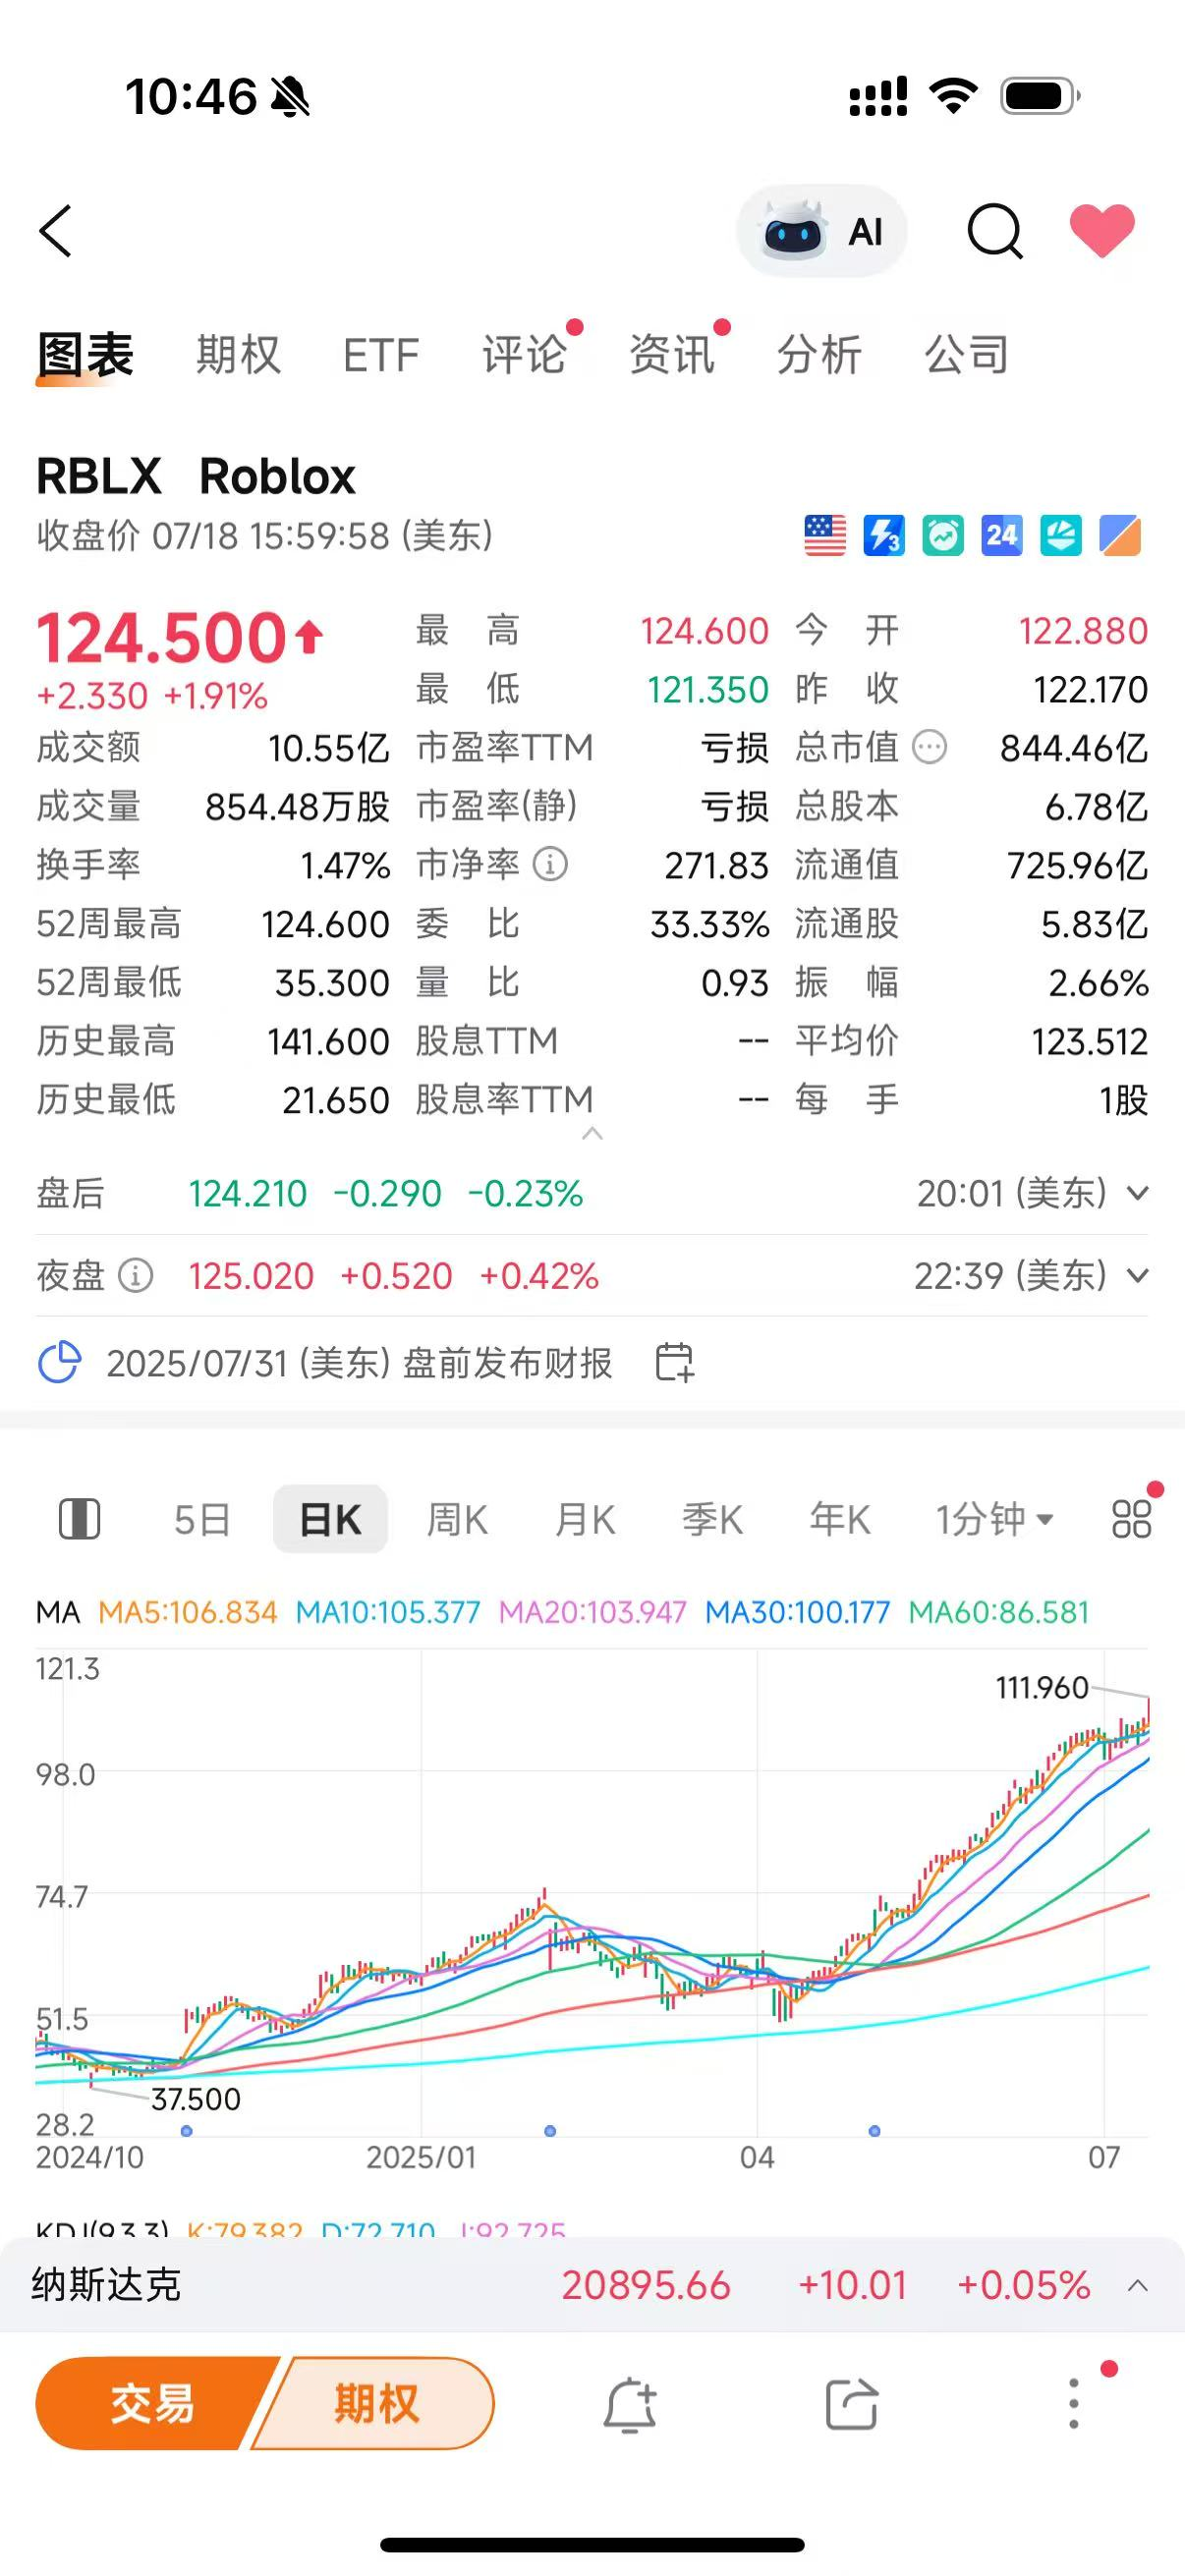 10:46
AI
图表 期权 ETF 评论 资讯 分析 公司
RBLX Roblox
收盘价 07/18 15:59:58 (美东)
24
124.500
+2.330 +1.91%
最高 124.600 今开 122.880
最低 121.350 昨收 122.170
成交额 10.55亿 市盈率TTM 亏损 总市值 844.46亿
成交量 854.48万股 市盈率(静) 亏损 总股本 6.78亿
换手率 1.47% 市净率 271.83 流通值 725.96亿
52周最高 124.600 委比 33.33% 流通股 5.83亿
52周最低 35.300 量比 0.93 振幅 2.66%
历史最高 141.600 股息TTM -- 平均价 123.512
历史最低 21.650 股息率TTM -- 每手 1股
盘后 124.210 -0.290 -0.23% 20:01 (美东)
夜盘 125.020 +0.520 +0.42% 22:39 (美东)
2025/07/31 (美东) 盘前发布财报
5日 日K 周K 月K 季K 年K 1分钟
MA MA5:106.834 MA10:105.377 MA20:103.947 MA30:100.177 MA60:86.581
121.3
111.960
98.0
74.7
51.5
37.500
28.2
2024/10 2025/01 04 07
KDJ(9,3,3) K:79.382 D:72.710 J:92.725
纳斯达克 20895.66 +10.01 +0.05%
交易 期权